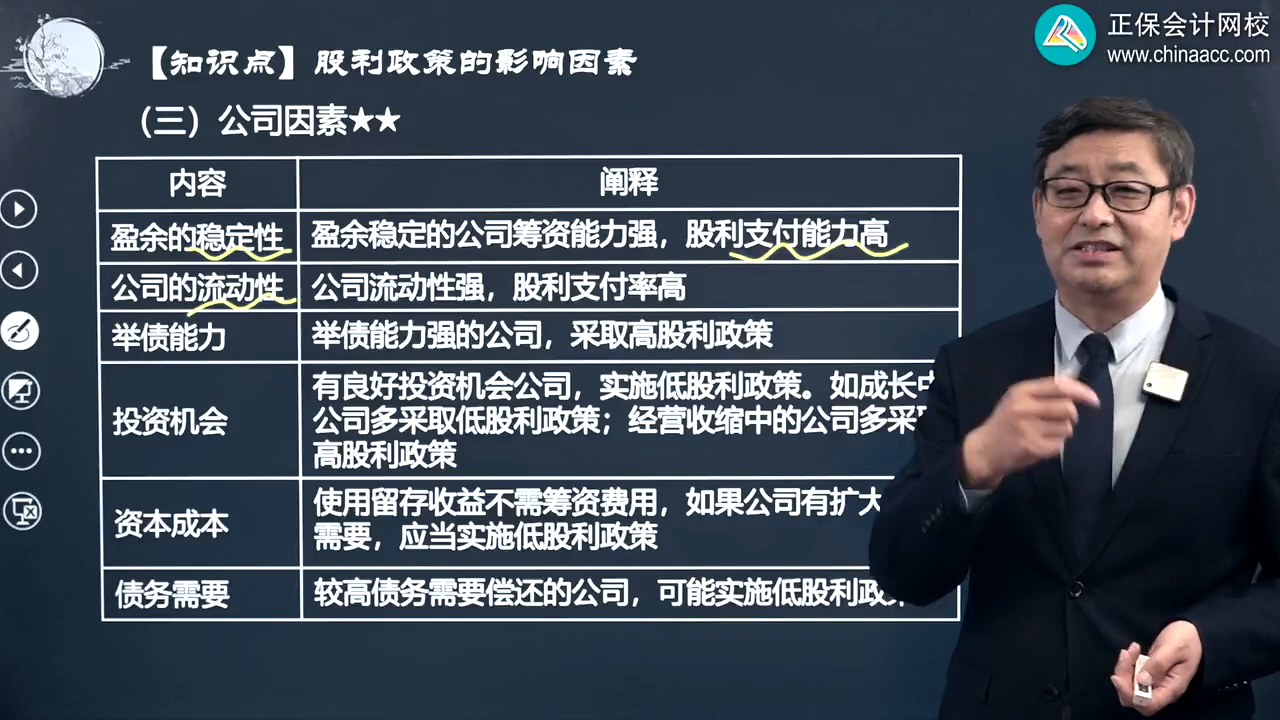 正保会计网校
www.chinaacc.com
【知识点】股利政策的影响因素
（三）公司因素★★
内容
阐释
盈余的稳定性
盈余稳定的公司筹资能力强，股利支付能力高
公司的流动性
公司流动性强，股利支付率高
举债能力
举债能力强的公司，采取高股利政策
投资机会
有良好投资机会公司，实施低股利政策。如成长中
公司多采取低股利政策；经营收缩中的公司多采取
高股利政策
资本成本
使用留存收益不需筹资费用，如果公司有扩大
需要，应当实施低股利政策
债务需要
较高债务需要偿还的公司，可能实施低股利政策